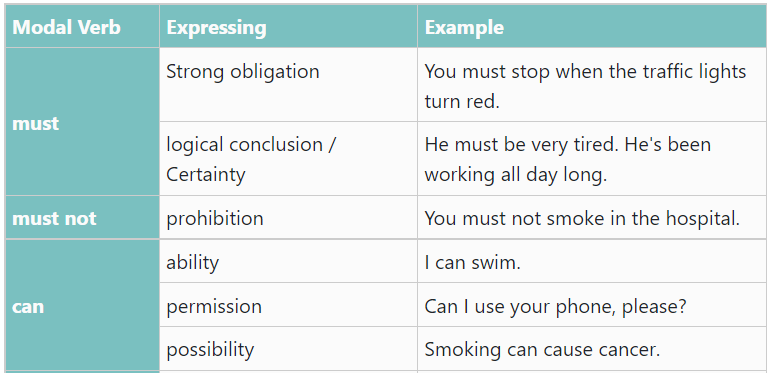 Modal Verb Expressing Example
must
Strong obligation
You must stop when the traffic lights
turn red.
logical conclusion /
Certainty
He must be very tired. He's been
working all day long.
must not prohibition You must not smoke in the hospital.
can
ability I can swim.
permission Can I use your phone, please?
possibility Smoking can cause cancer.